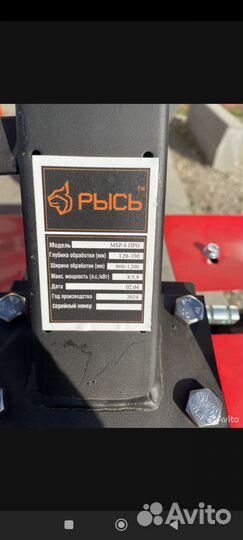 РЫСЬ TM
Модель МБР-8 ПРО
Глубина обработки (мм) 120-350
Ширина обработки (мм) 900-1200
Макс. мощность (л.с/кВт) 8/5.9
Дата 02.04
Год производства 2024
Серийный номер
Avito
Avito